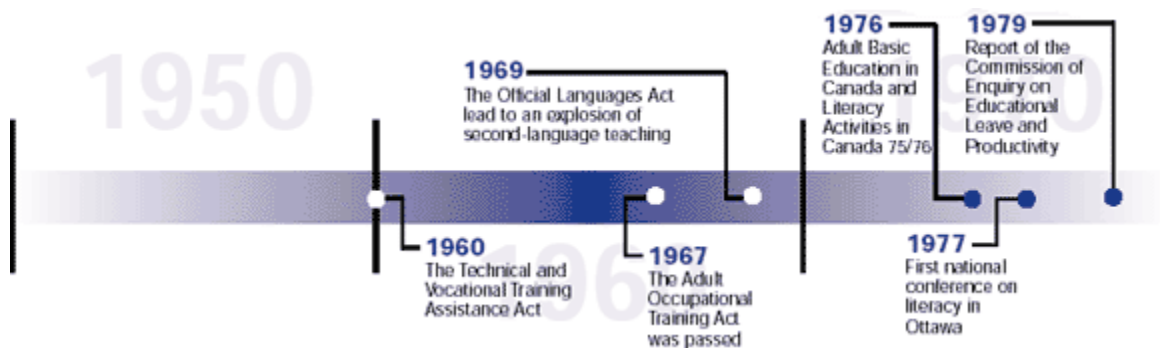 1950
1960
1970
1969
The Official Languages Act
lead to an explosion of
second-language teaching
1976
Adult Basic
Education in
Canada and
Literacy
Activities in
Canada 75/76
1979
Report of the
Commission of
Enquiry on
Educational
Leave and
Productivity
1960
The Technical and
Vocational Training
Assistance Act
1967
The Adult
Occupational
Training Act
was passed
1977
First national
conference on
literacy in
Ottawa